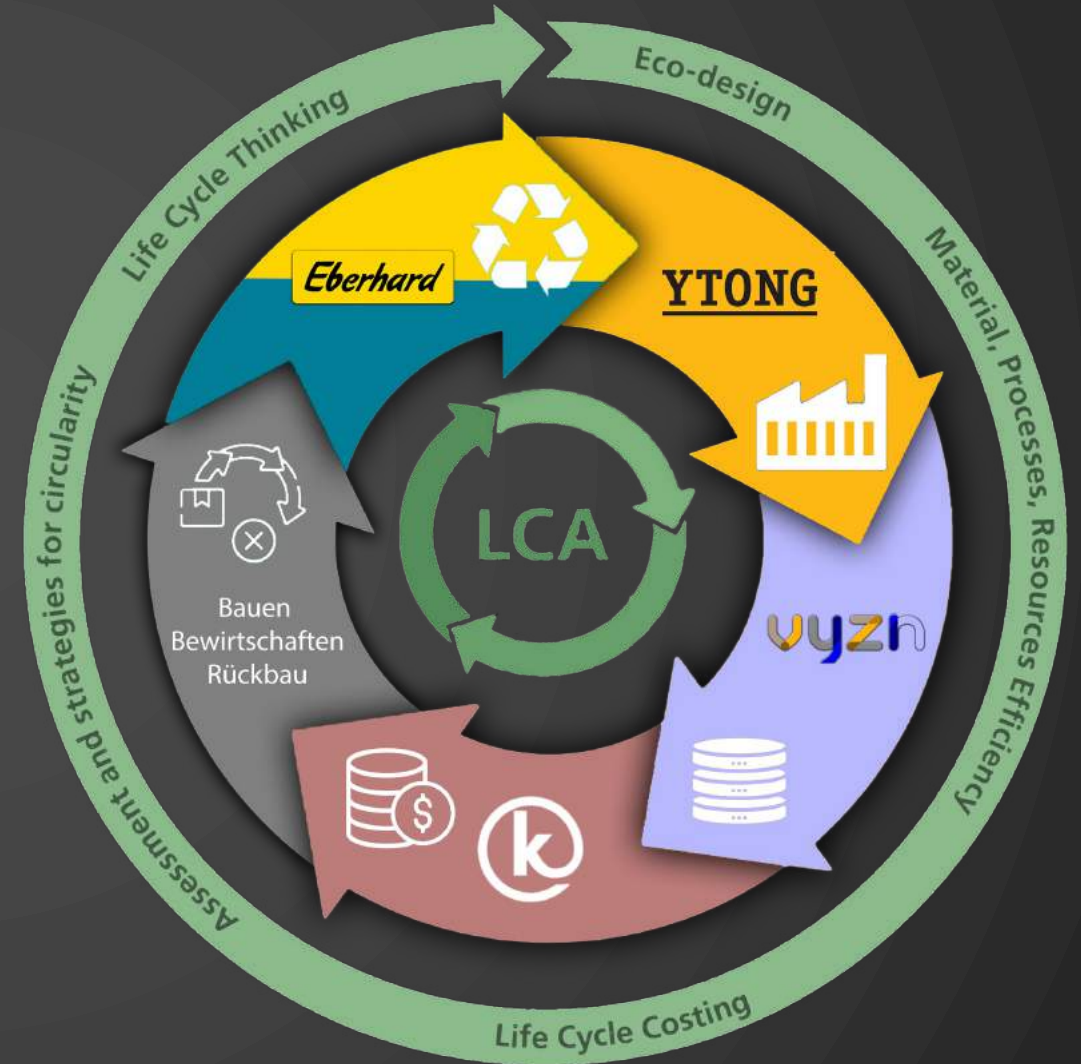 Life Cycle Thinking
Eco-design
Material, Processes, Resources Efficiency
Life Cycle Costing
Assessment and strategies for circularity
Eberhard
YTONG
vyzn
k
Bauen
Bewirtschaften
Rückbau
$
LCA